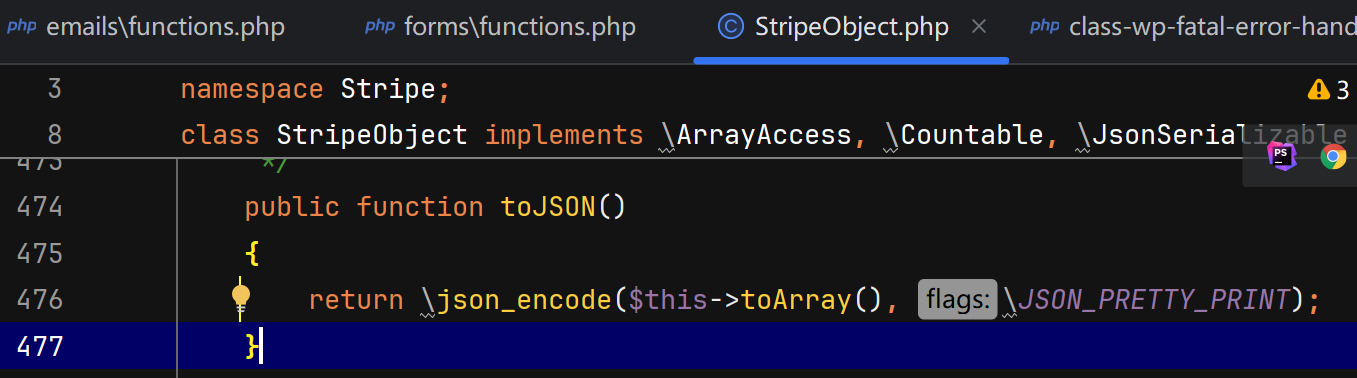 php emails\functions.php php forms\functions.php C StripeObject.php × php class-wp-fatal-error-hand
3 namespace Stripe; 3
8 class StripeObject implements \ArrayAccess, \Countable, \JsonSerializable
473 */
PS
474 public function toJSON()
475 {
476 return \json_encode($this->toArray(), flags: \JSON_PRETTY_PRINT);
477 }